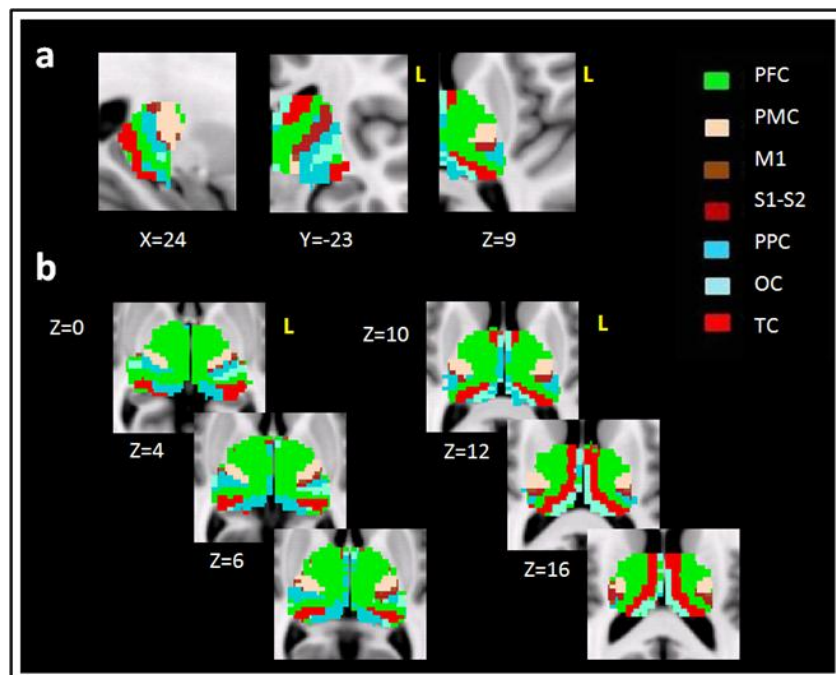 a
L
L
X=24
Y=-23
Z=9
PFC
PMC
M1
S1-S2
PPC
OC
TC
b
Z=0
L
Z=10
L
Z=4
Z=12
Z=6
Z=16